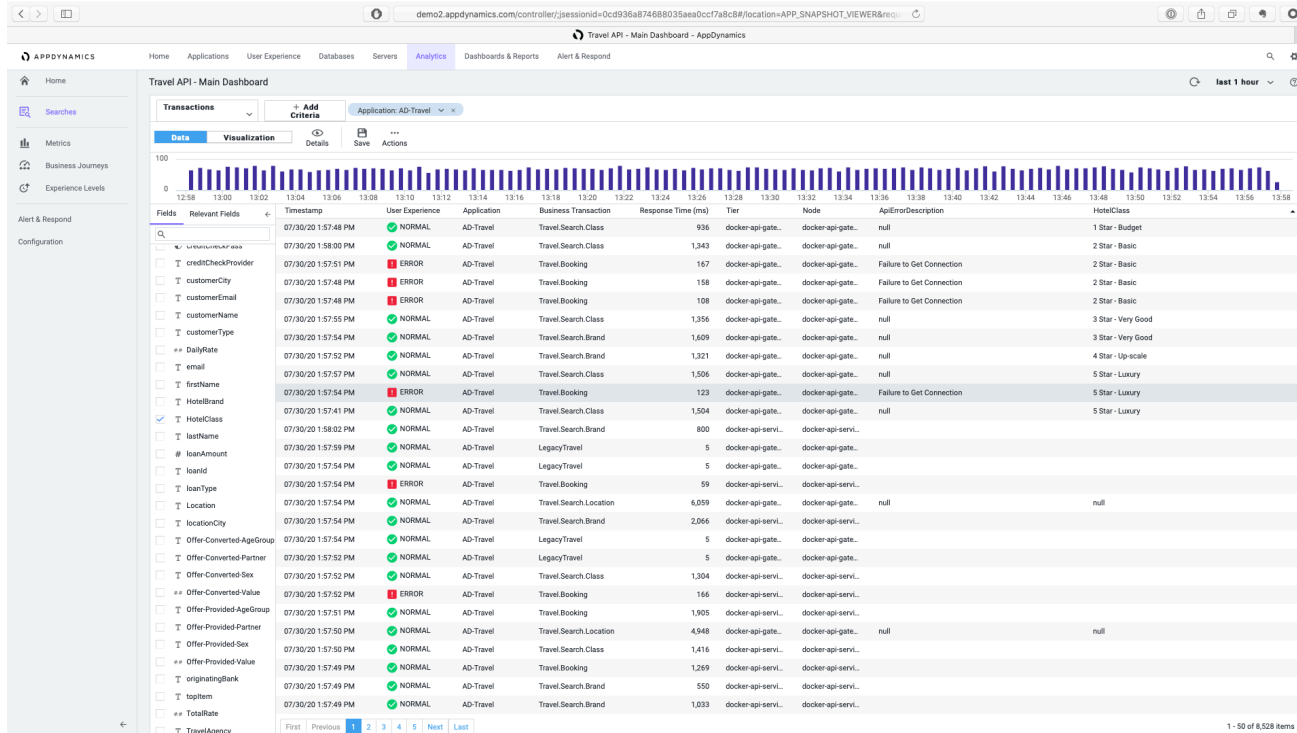 demo2.appdynamics.com/controller/;jsessionid=0cd936a874688035aea0ccf7a8c8#/location=APP_SNAPSHOT_VIEWER&requ
Travel API - Main Dashboard - AppDynamics
APPDYNAMICS Home Applications User Experience Databases Servers Analytics Dashboards & Reports Alert & Respond
Home
Searches
Metrics
Business Journeys
Experience Levels
Alert & Respond
Configuration
Travel API - Main Dashboard last 1 hour
Transactions + Add Criteria Application: AD-Travel
Data Visualization Details Save Actions
100
0
12:58 13:00 13:02 13:04 13:06 13:08 13:10 13:12 13:14 13:16 13:18 13:20 13:22 13:24 13:26 13:28 13:30 13:32 13:34 13:36 13:38 13:40 13:42 13:44 13:46 13:48 13:50 13:52 13:54 13:56 13:58
Fields Relevant Fields
creditCheckPass
creditCheckProvider
customerCity
customerEmail
customerName
customerType
DailyRate
email
firstName
HotelBrand
HotelClass
lastName
# loanAmount
loanId
loanType
Location
locationCity
Offer-Converted-AgeGroup
Offer-Converted-Partner
Offer-Converted-Sex
Offer-Converted-Value
Offer-Provided-AgeGroup
Offer-Provided-Partner
Offer-Provided-Sex
Offer-Provided-Value
originatingBank
topItem
TotalRate
TravelAgency
Timestamp User Experience Application Business Transaction Response Time (ms) Tier Node ApiErrorDescription HotelClass
07/30/20 1:57:48 PM NORMAL AD-Travel Travel.Search.Class 936 docker-api-gate... docker-api-gate... null 1 Star - Budget
07/30/20 1:58:00 PM NORMAL AD-Travel Travel.Search.Class 1,343 docker-api-gate... docker-api-gate... null 2 Star - Basic
07/30/20 1:57:51 PM ERROR AD-Travel Travel.Booking 167 docker-api-gate... docker-api-gate... Failure to Get Connection 2 Star - Basic
07/30/20 1:57:48 PM ERROR AD-Travel Travel.Booking 158 docker-api-gate... docker-api-gate... Failure to Get Connection 2 Star - Basic
07/30/20 1:57:48 PM ERROR AD-Travel Travel.Booking 108 docker-api-gate... docker-api-gate... Failure to Get Connection 2 Star - Basic
07/30/20 1:57:55 PM NORMAL AD-Travel Travel.Search.Class 1,356 docker-api-gate... docker-api-gate... null 3 Star - Very Good
07/30/20 1:57:54 PM NORMAL AD-Travel Travel.Search.Brand 1,609 docker-api-gate... docker-api-gate... null 3 Star - Very Good
07/30/20 1:57:52 PM NORMAL AD-Travel Travel.Search.Brand 1,321 docker-api-gate... docker-api-gate... null 4 Star - Up-scale
07/30/20 1:57:57 PM NORMAL AD-Travel Travel.Search.Class 1,506 docker-api-gate... docker-api-gate... null 5 Star - Luxury
07/30/20 1:57:54 PM ERROR AD-Travel Travel.Booking 123 docker-api-gate... docker-api-gate... Failure to Get Connection 5 Star - Luxury
07/30/20 1:57:41 PM NORMAL AD-Travel Travel.Search.Class 1,504 docker-api-gate... docker-api-gate... null 5 Star - Luxury
07/30/20 1:58:02 PM NORMAL AD-Travel Travel.Search.Brand 800 docker-api-servi... docker-api-servi...
07/30/20 1:57:59 PM NORMAL AD-Travel LegacyTravel 5 docker-api-gate... docker-api-gate...
07/30/20 1:57:54 PM NORMAL AD-Travel LegacyTravel 5 docker-api-gate... docker-api-gate...
07/30/20 1:57:54 PM ERROR AD-Travel Travel.Booking 59 docker-api-servi... docker-api-servi...
07/30/20 1:57:54 PM NORMAL AD-Travel Travel.Search.Location 6,059 docker-api-gate... docker-api-gate... null null
07/30/20 1:57:54 PM NORMAL AD-Travel Travel.Search.Brand 2,066 docker-api-servi... docker-api-servi...
07/30/20 1:57:54 PM NORMAL AD-Travel LegacyTravel 5 docker-api-gate... docker-api-gate...
07/30/20 1:57:52 PM NORMAL AD-Travel LegacyTravel 5 docker-api-gate... docker-api-gate...
07/30/20 1:57:52 PM NORMAL AD-Travel Travel.Search.Class 1,304 docker-api-servi... docker-api-servi...
07/30/20 1:57:52 PM ERROR AD-Travel Travel.Booking 166 docker-api-servi... docker-api-servi...
07/30/20 1:57:51 PM NORMAL AD-Travel Travel.Booking 1,905 docker-api-servi... docker-api-servi...
07/30/20 1:57:50 PM NORMAL AD-Travel Travel.Search.Location 4,948 docker-api-gate... docker-api-gate... null null
07/30/20 1:57:50 PM NORMAL AD-Travel Travel.Search.Class 1,416 docker-api-servi... docker-api-servi...
07/30/20 1:57:49 PM NORMAL AD-Travel Travel.Booking 1,269 docker-api-servi... docker-api-servi...
07/30/20 1:57:49 PM NORMAL AD-Travel Travel.Search.Brand 550 docker-api-servi... docker-api-servi...
07/30/20 1:57:49 PM NORMAL AD-Travel Travel.Search.Brand 1,033 docker-api-servi... docker-api-servi...
First Previous 1 2 3 4 5 Next Last 1 - 50 of 8,528 items